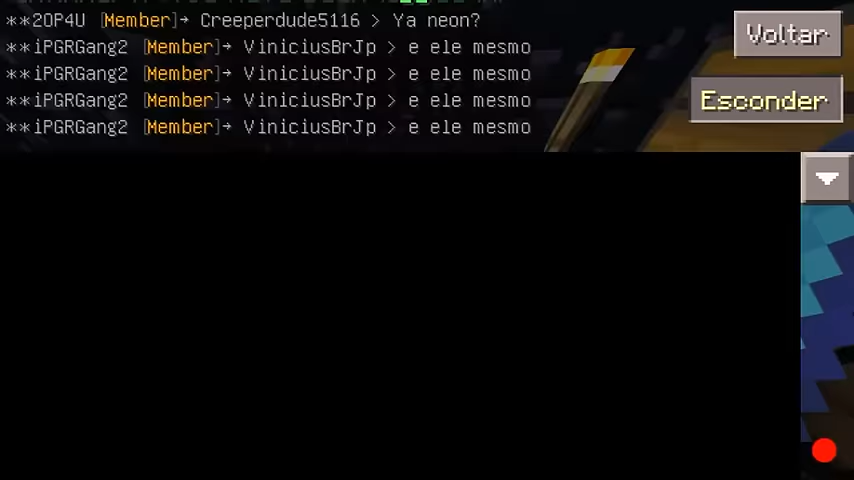 **2OP4U [Member]→ Creeperdude5116 > Ya neon?
**iPGRGang2 [Member]→ ViniciusBrJp > e ele mesmo
**iPGRGang2 [Member]→ ViniciusBrJp > e ele mesmo
**iPGRGang2 [Member]→ ViniciusBrJp > e ele mesmo
**iPGRGang2 [Member]→ ViniciusBrJp > e ele mesmo
Voltar
Esconder